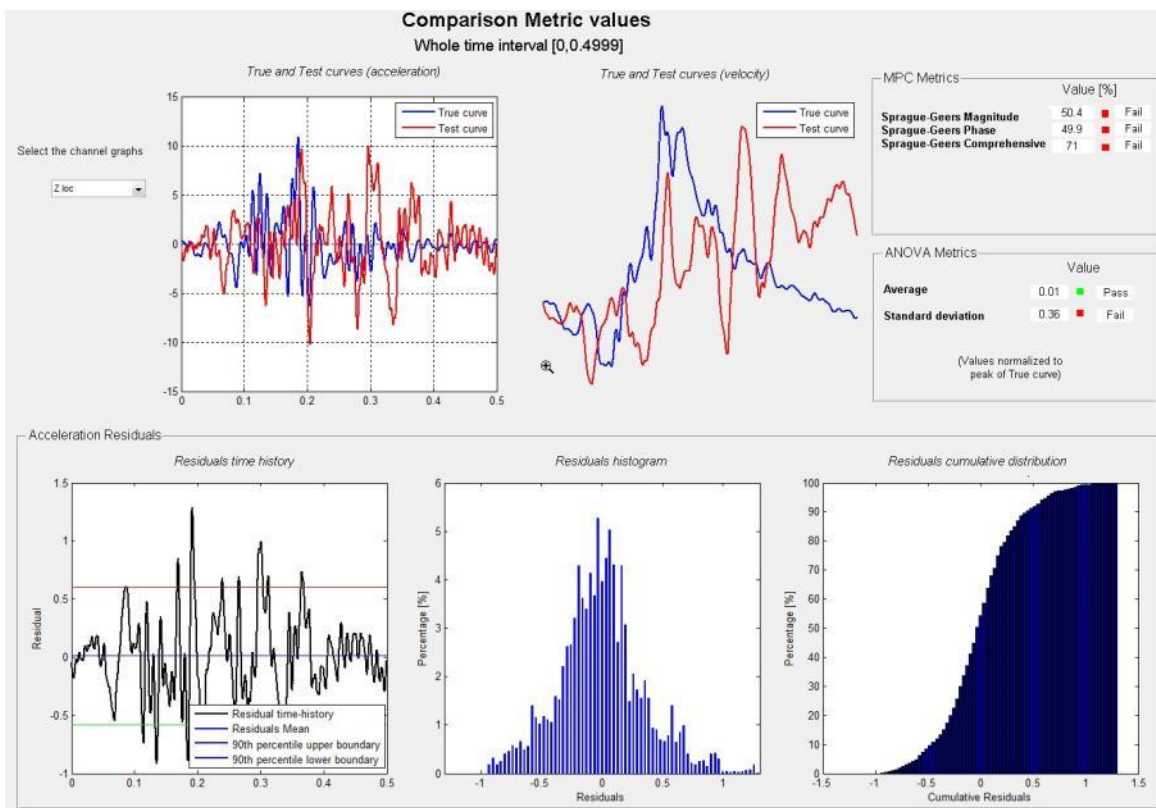 Comparison Metric values
Whole time interval [0,0.4999]
True and Test curves (acceleration)
True and Test curves (velocity)
Select the channel graphs
Z loc
15
10
5
0
-5
-10
-15
0 0.1 0.2 0.3 0.4 0.5
True curve
Test curve
True curve
Test curve
MPC Metrics
Value [%]
Sprague-Geers Magnitude 50.4 Fail
Sprague-Geers Phase 49.9 Fail
Sprague-Geers Comprehensive 71 Fail
ANOVA Metrics
Value
Average 0.01 Pass
Standard deviation 0.36 Fail
(Values normalized to
peak of True curve)
Acceleration Residuals
Residuals time history
Residual
1.5
1
0.5
0
-0.5
-1
0 0.1 0.2 0.3 0.4 0.5
Residual time-history
Residuals Mean
90th percentile upper boundary
90th percentile lower boundary
Residuals histogram
Percentage [%]
6
5
4
3
2
1
0
-1 -0.5 0 0.5 1
Residuals
Residuals cumulative distribution
Percentage [%]
100
90
80
70
60
50
40
30
20
10
0
-1.5 -1 -0.5 0 0.5 1 1.5
Cumulative Residuals